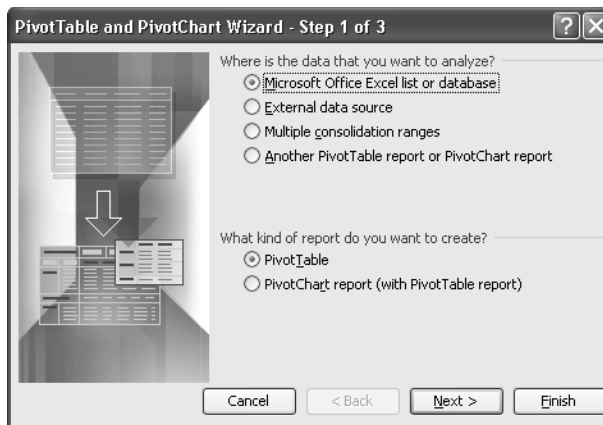 PivotTable and PivotChart Wizard - Step 1 of 3
Where is the data that you want to analyze?
Microsoft Office Excel list or database
External data source
Multiple consolidation ranges
Another PivotTable report or PivotChart report
What kind of report do you want to create?
PivotTable
PivotChart report (with PivotTable report)
Cancel
< Back
Next >
Finish